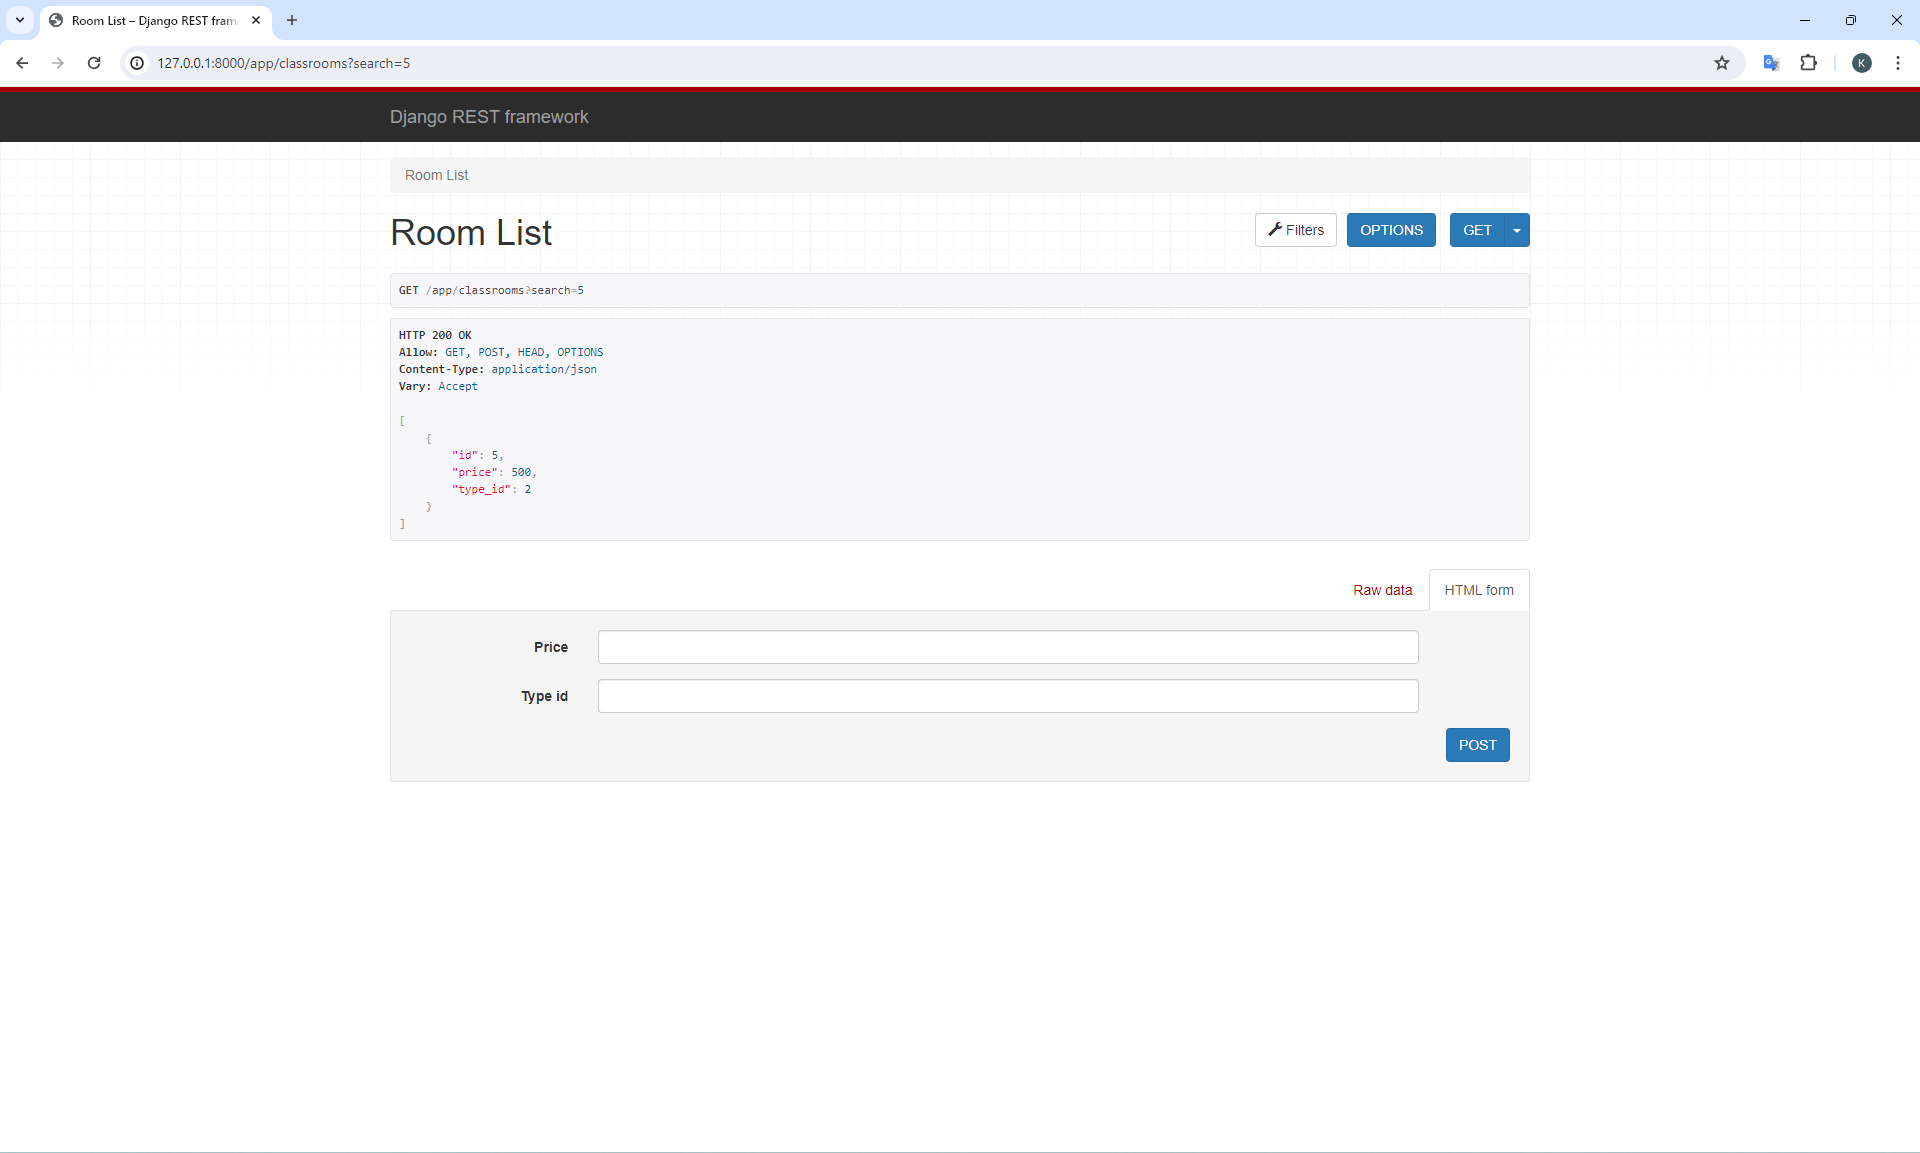 Room List – Django REST fram
127.0.0.1:8000/app/classrooms?search=5
K
Django REST framework
Room List
Room List
Filters
OPTIONS
GET
GET /app/classrooms?search=5
HTTP 200 OK
Allow: GET, POST, HEAD, OPTIONS
Content-Type: application/json
Vary: Accept
[
    {
        "id": 5,
        "price": 500,
        "type_id": 2
    }
]
Raw data
HTML form
Price
Type id
POST